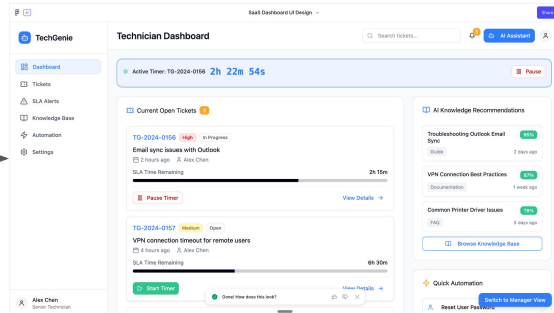 AI
SaaS Dashboard UI Design
Share
TechGenie
Technician Dashboard
Search tickets...
AI Assistant
Dashboard
Tickets
SLA Alerts
Knowledge Base
Automation
Settings
Active Timer: TG-2024-0156 2h 22m 54s
Pause
Current Open Tickets
TG-2024-0156 High In Progress
Email sync issues with Outlook
2 hours ago Alex Chen
SLA Time Remaining 2h 15m
Pause Timer View Details →
TG-2024-0157 Medium Open
VPN connection timeout for remote users
4 hours ago Alex Chen
SLA Time Remaining 6h 30m
Start Timer View Details →
AI Knowledge Recommendations
Troubleshooting Outlook Email Sync 95%
Guide 2 days ago
VPN Connection Best Practices 87%
Documentation 1 week ago
Common Printer Driver Issues 78%
FAQ 3 days ago
Browse Knowledge Base
Quick Automation
Reset User Password
Done! How does this look?
Switch to Manager View
Alex Chen
Senior Technician